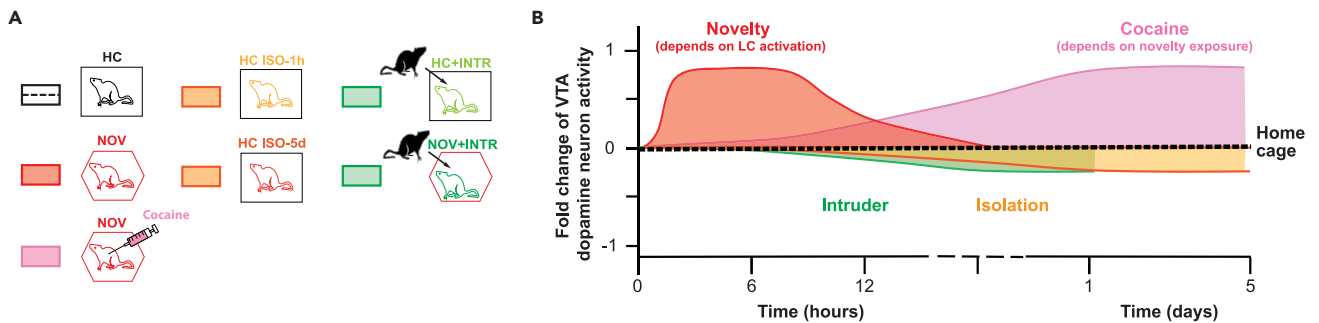 A
HC
HC ISO-1h
HC+INTR
NOV
HC ISO-5d
NOV+INTR
NOV
Cocaine
B
Fold change of VTA
dopamine neuron activity
1
0
-1
Novelty
(depends on LC activation)
Cocaine
(depends on novelty exposure)
Home
cage
Intruder
Isolation
0
6
12
1
5
Time (hours)
Time (days)